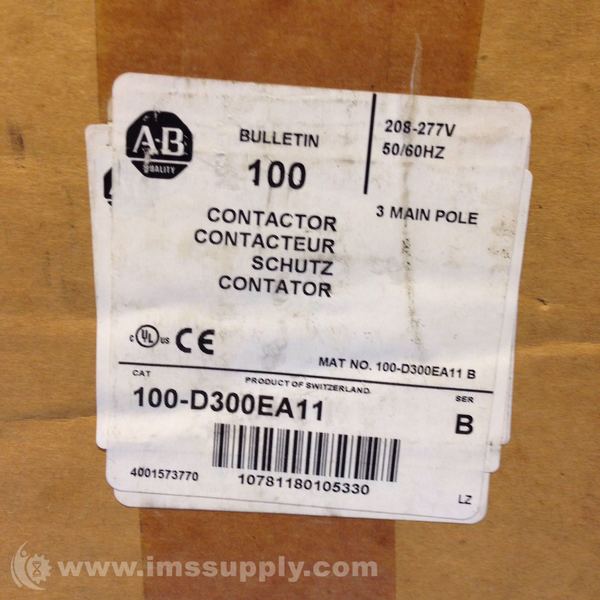 A-B
QUALITY
BULLETIN
100
208-277V
50/60HZ
3 MAIN POLE
CONTACTOR
CONTACTEUR
SCHUTZ
CONTATOR
C UL US CE
MAT NO. 100-D300EA11 B
CAT
PRODUCT OF SWITZERLAND.
SER
100-D300EA11
B
4001573770
10781180105330
LZ
www.imssupply.com